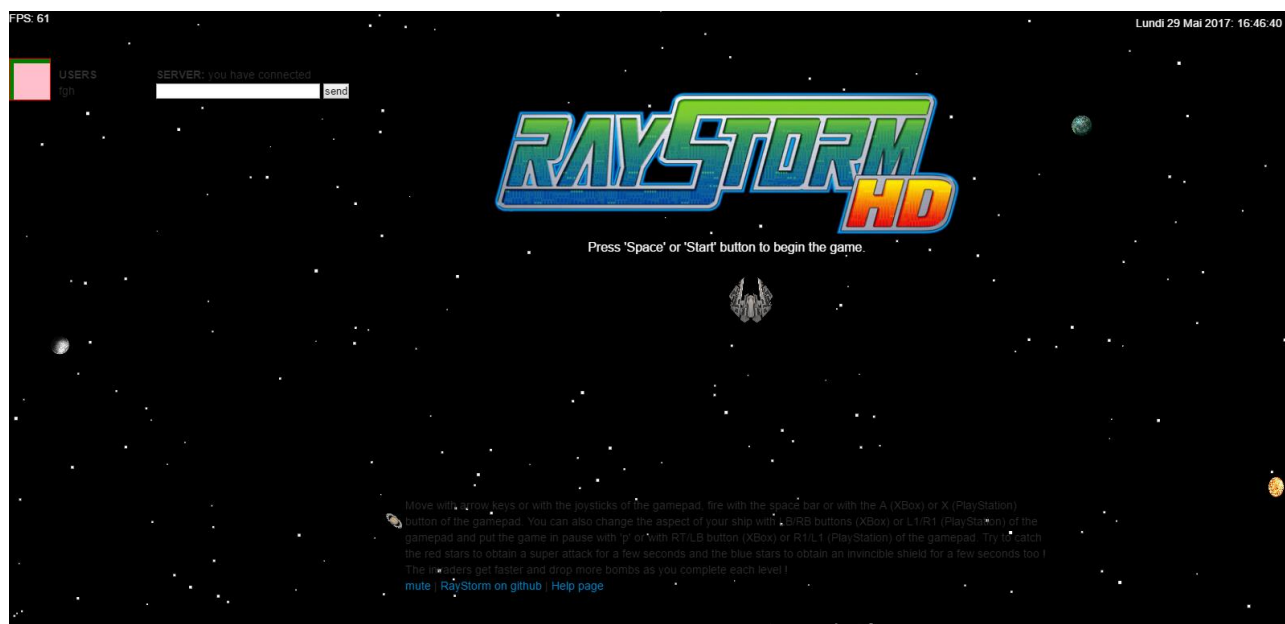 FPS: 61
Lundi 29 Mai 2017: 16:46:40
USERS
fgh
SERVER: you have connected
send
RAYSTORM
HD
Press 'Space' or 'Start' button to begin the game.
Move with arrow keys or with the joysticks of the gamepad, fire with the space bar or with the A (XBox) or X (PlayStation)
button of the gamepad. You can also change the aspect of your ship with LB/RB buttons (XBox) or L1/R1 (PlayStation) of the
gamepad and put the game in pause with 'p' or with RT/LB button (XBox) or R1/L1 (PlayStation) of the gamepad. Try to catch
the red stars to obtain a super attack for a few seconds and the blue stars to obtain an invincible shield for a few seconds too !
The invaders get faster and drop more bombs as you complete each level !
mute | RayStorm on github | Help page